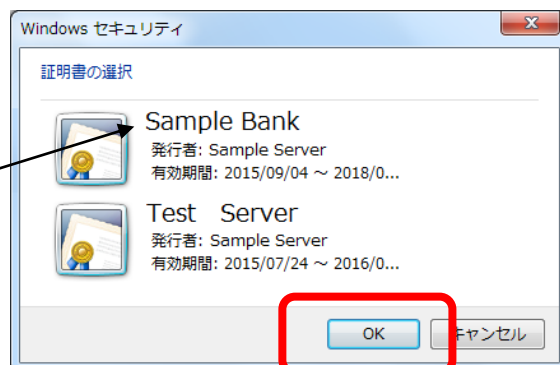 Windows セキュリティ
証明書の選択
Sample Bank
発行者: Sample Server
有効期間: 2015/09/04 ～ 2018/0...
Test　Server
発行者: Sample Server
有効期間: 2015/07/24 ～ 2016/0...
OK
キャンセル